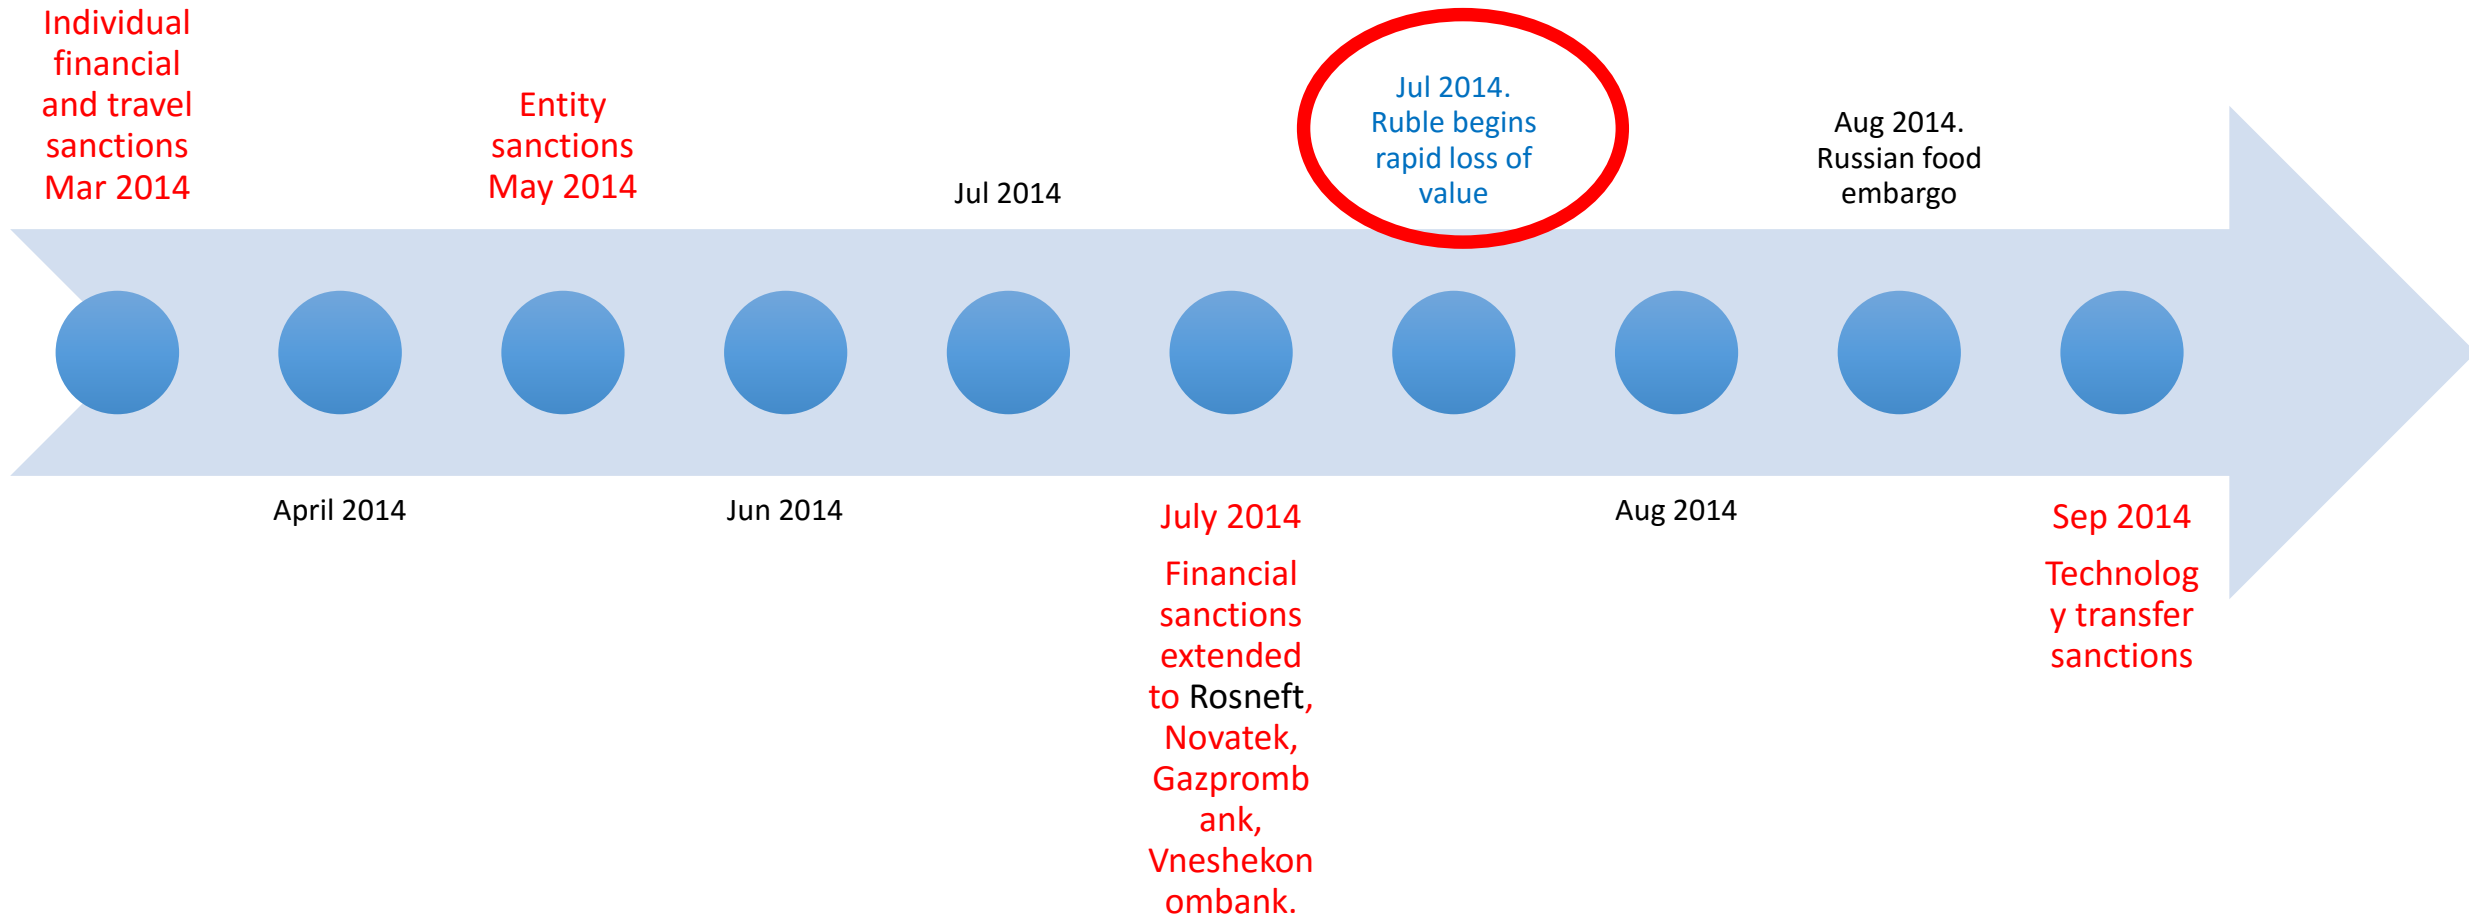 Individual
financial
and travel
sanctions
Mar 2014
April 2014
Entity
sanctions
May 2014
Jun 2014
Jul 2014
July 2014
Financial
sanctions
extended
to Rosneft,
Novatek,
Gazpromb
ank,
Vneshekon
ombank.
Jul 2014.
Ruble begins
rapid loss of
value
Aug 2014
Aug 2014.
Russian food
embargo
Sep 2014
Technolog
y transfer
sanctions